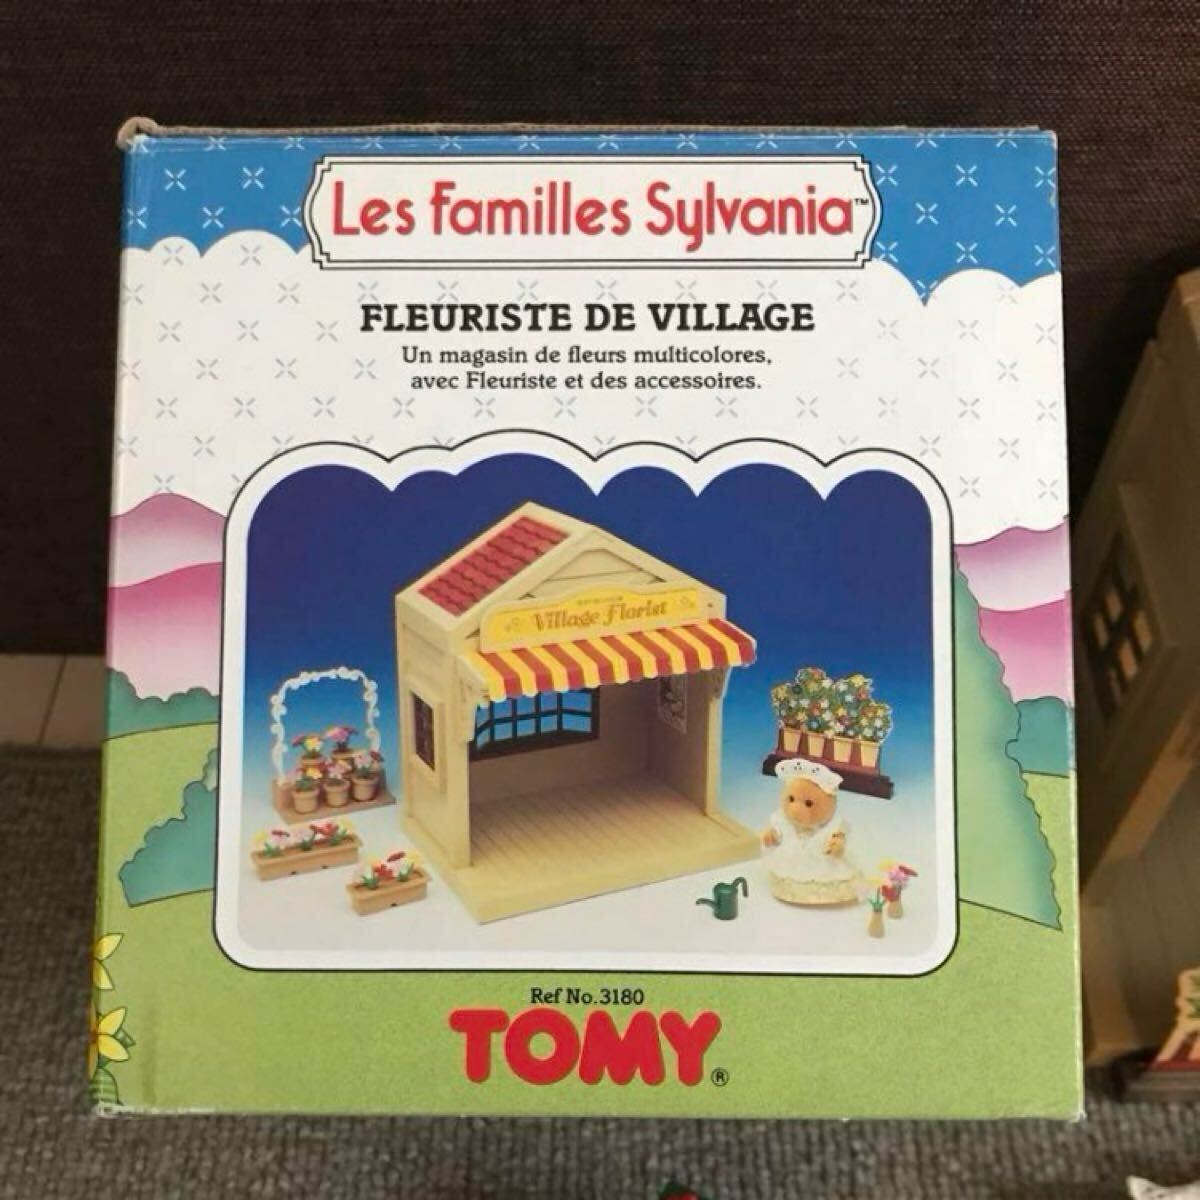 Les Familles Sylvania™
FLEURISTE DE VILLAGE
Un magasin de fleurs multicolores,
avec Fleuriste et des accessoires.
Village Florist
Ref No.3180
TOMY®